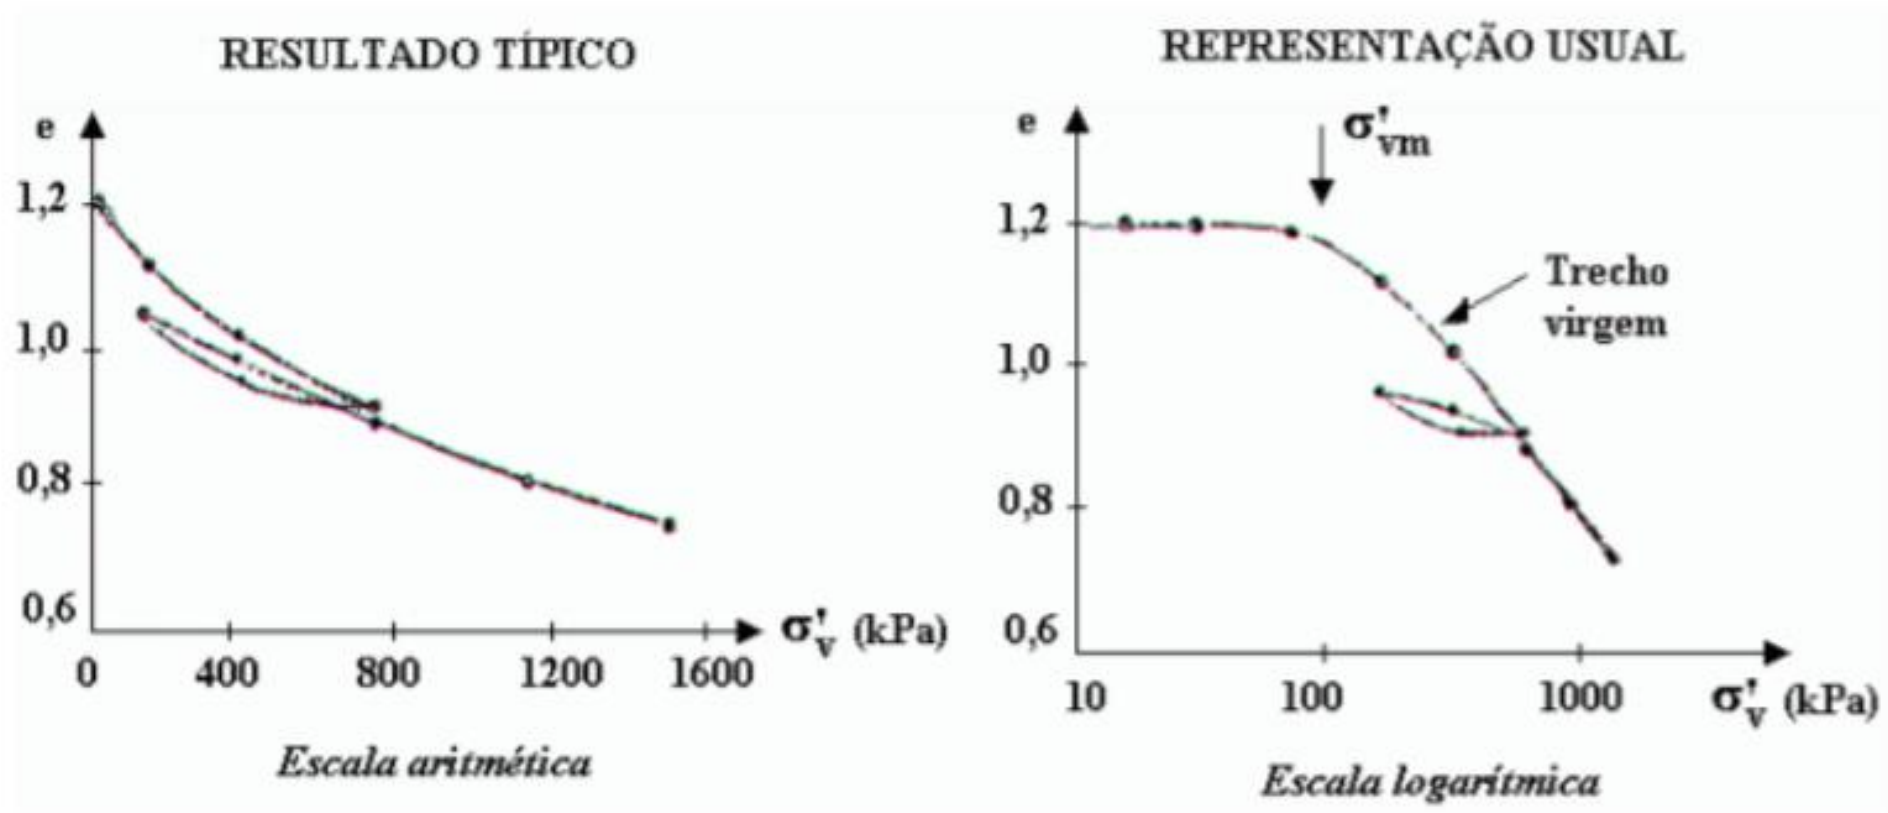 RESULTADO TÍPICO
e
1,2
1,0
0,8
0,6
0 400 800 1200 1600
σ'v (kPa)
Escala aritmética
REPRESENTAÇÃO USUAL
e
σ'vm
1,2
Trecho
virgem
1,0
0,8
0,6
10 100 1000
σ'v (kPa)
Escala logarítmica